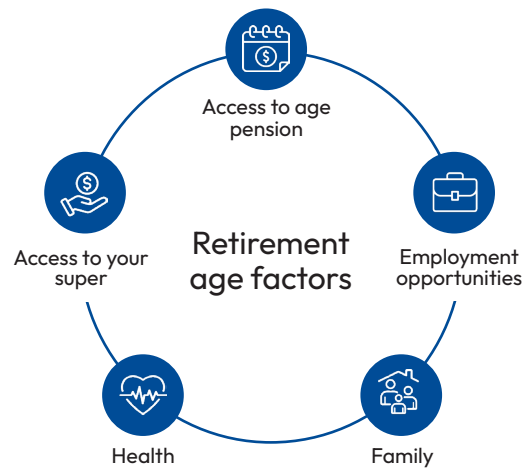 Access to age
pension
Access to your
super
Retirement
age factors
Employment
opportunities
Health
Family